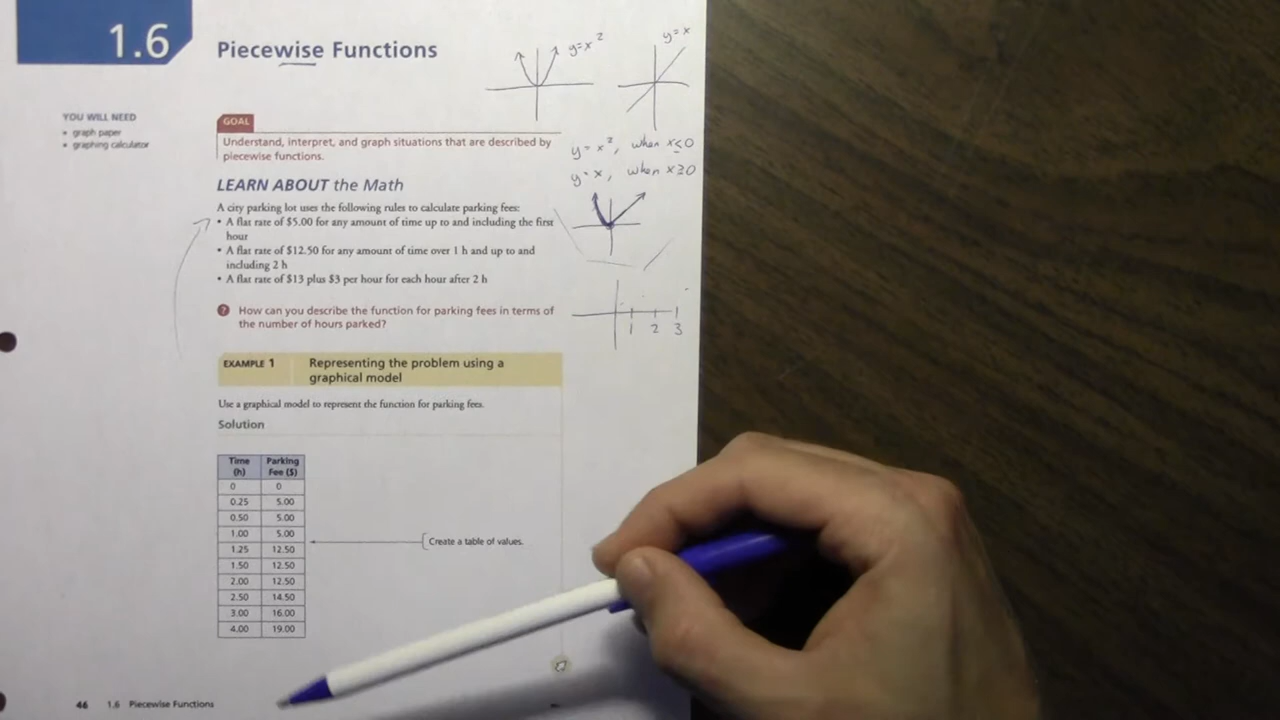 1.6
Piecewise Functions
y=x²
y=x
YOU WILL NEED
• graph paper
• graphing calculator
GOAL
Understand, interpret, and graph situations that are described by
piecewise functions.
y=x², when x≤0
y=x, when x≥0
LEARN ABOUT the Math
A city parking lot uses the following rules to calculate parking fees:
• A flat rate of $5.00 for any amount of time up to and including the first
hour
• A flat rate of $12.50 for any amount of time over 1 h and up to and
including 2 h
• A flat rate of $13 plus $3 per hour for each hour after 2 h
? How can you describe the function for parking fees in terms of
the number of hours parked?
1 2 3
EXAMPLE 1 Representing the problem using a
graphical model
Use a graphical model to represent the function for parking fees.
Solution
Time (h) Parking Fee ($)
0 0
0.25 5.00
0.50 5.00
1.00 5.00
1.25 12.50
1.50 12.50
2.00 12.50
2.50 14.50
3.00 16.00
4.00 19.00
Create a table of values.
46 1.6 Piecewise Functions